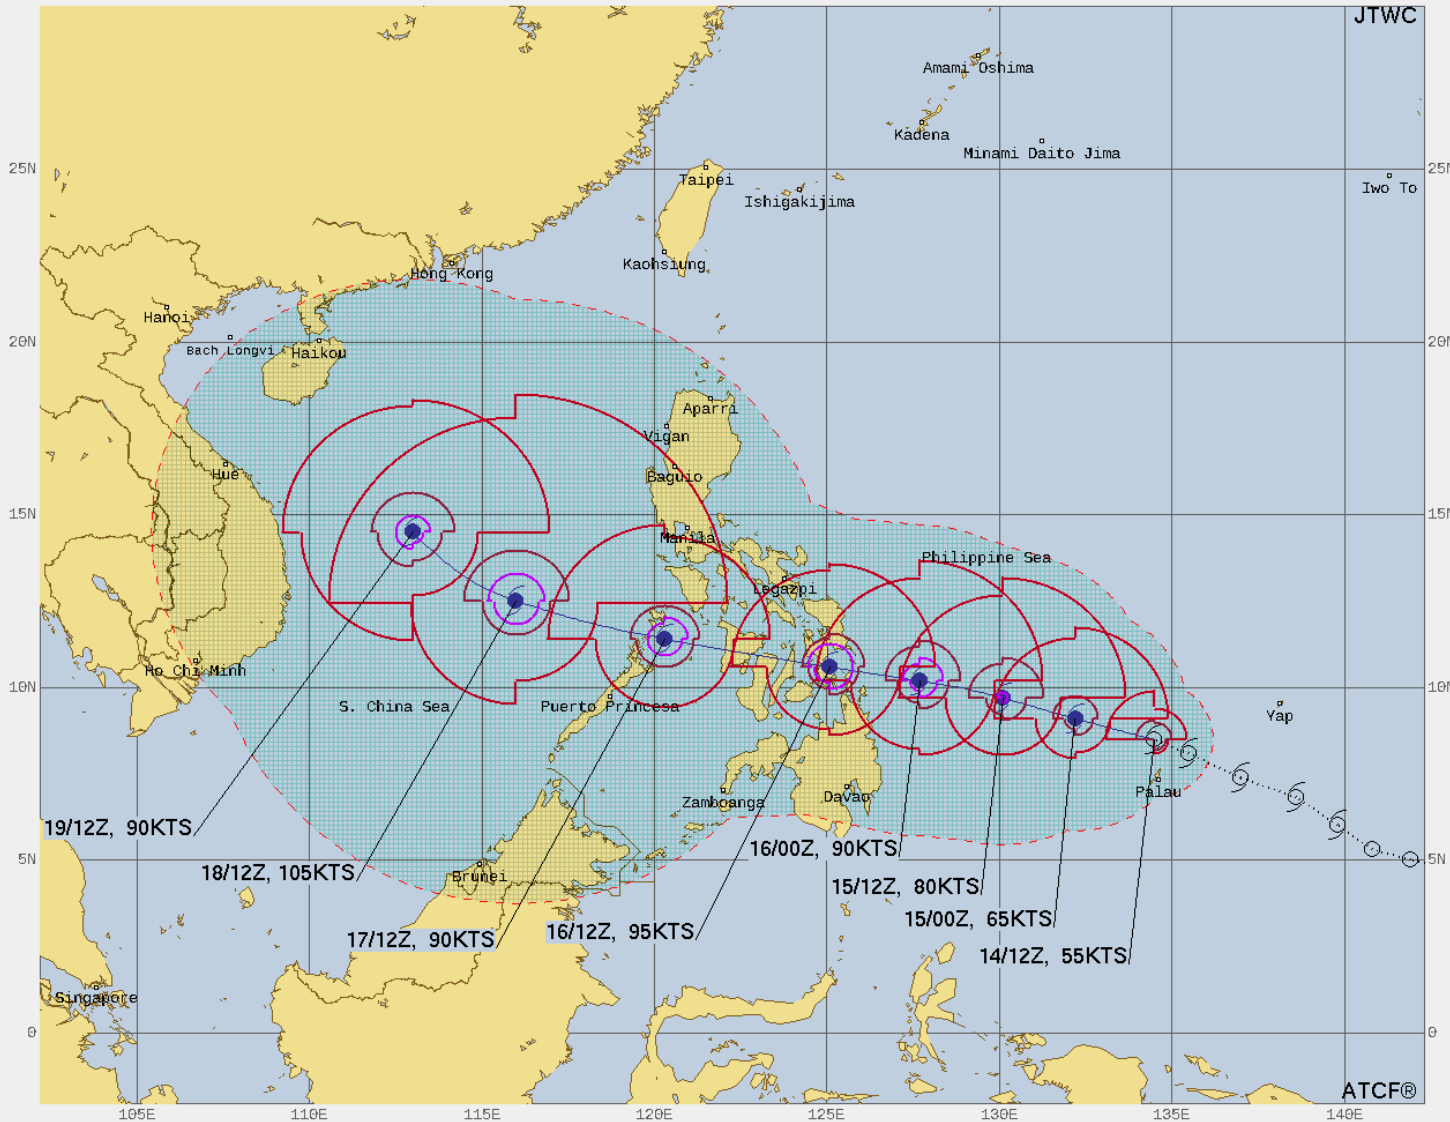 JTWC
Amami Oshima
Kadena
Minami Daito Jima
25N
25N
Taipei
Iwo To
Ishigakijima
Kaohsiung
Hong Kong
Hanoi
20N
Bach Longvi
Haikou
20N
Aparri
Vigan
Hue
Baguio
15N
15N
Manila
Philippine Sea
Legazpi
Ho Chi Minh
10N
10N
S. China Sea
Puerto Princesa
Yap
Palau
Zamboanga
Davao
19/12Z, 90KTS
16/00Z, 90KTS
5N
5N
18/12Z, 105KTS
Brunei
15/12Z, 80KTS
15/00Z, 65KTS
17/12Z, 90KTS
16/12Z, 95KTS
14/12Z, 55KTS
Singapore
0
0
ATCF®
105E 110E 115E 120E 125E 130E 135E 140E